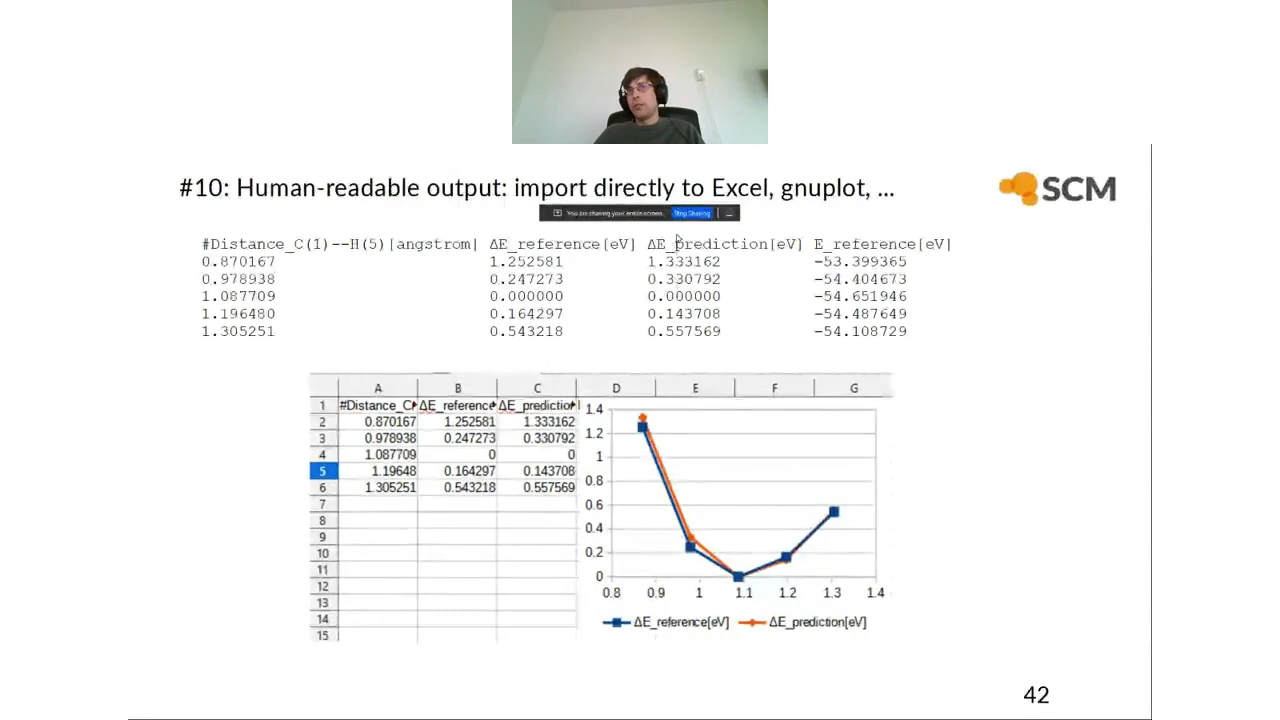 #10: Human-readable output: import directly to Excel, gnuplot, ...
SCM
You are sharing your entire screen. Stop Sharing
#Distance_C(1)--H(5)[angstrom] ΔE_reference[eV] ΔE_prediction[eV] E_reference[eV]
0.870167 1.252581 1.333162 -53.399365
0.978938 0.247273 0.330792 -54.404673
1.087709 0.000000 0.000000 -54.651946
1.196480 0.164297 0.143708 -54.487649
1.305251 0.543218 0.557569 -54.108729
A B C D E F G
1 #Distance_C ΔE_reference ΔE_prediction
2 0.870167 1.252581 1.333162
3 0.978938 0.247273 0.330792
4 1.087709 0 0
5 1.19648 0.164297 0.143708
6 1.305251 0.543218 0.557569
7
8
9
10
11
12
13
14
15
1.4
1.2
1
0.8
0.6
0.4
0.2
0
0.8 0.9 1 1.1 1.2 1.3 1.4
ΔE_reference[eV] ΔE_prediction[eV]
42